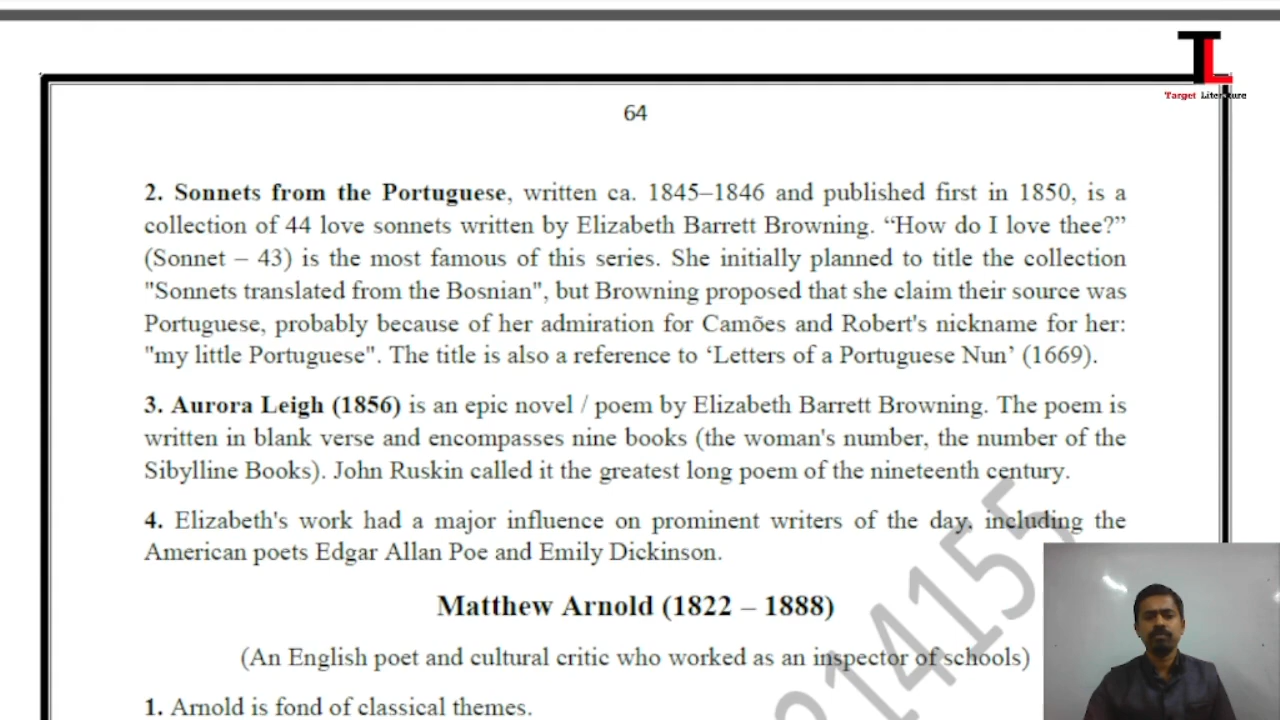 TL
Target Literature
64
2. Sonnets from the Portuguese, written ca. 1845–1846 and published first in 1850, is a
collection of 44 love sonnets written by Elizabeth Barrett Browning. “How do I love thee?”
(Sonnet – 43) is the most famous of this series. She initially planned to title the collection
"Sonnets translated from the Bosnian", but Browning proposed that she claim their source was
Portuguese, probably because of her admiration for Camões and Robert's nickname for her:
"my little Portuguese". The title is also a reference to ‘Letters of a Portuguese Nun’ (1669).
3. Aurora Leigh (1856) is an epic novel / poem by Elizabeth Barrett Browning. The poem is
written in blank verse and encompasses nine books (the woman's number, the number of the
Sibylline Books). John Ruskin called it the greatest long poem of the nineteenth century.
4. Elizabeth's work had a major influence on prominent writers of the day, including the
American poets Edgar Allan Poe and Emily Dickinson.
Matthew Arnold (1822 – 1888)
(An English poet and cultural critic who worked as an inspector of schools)
1. Arnold is fond of classical themes.